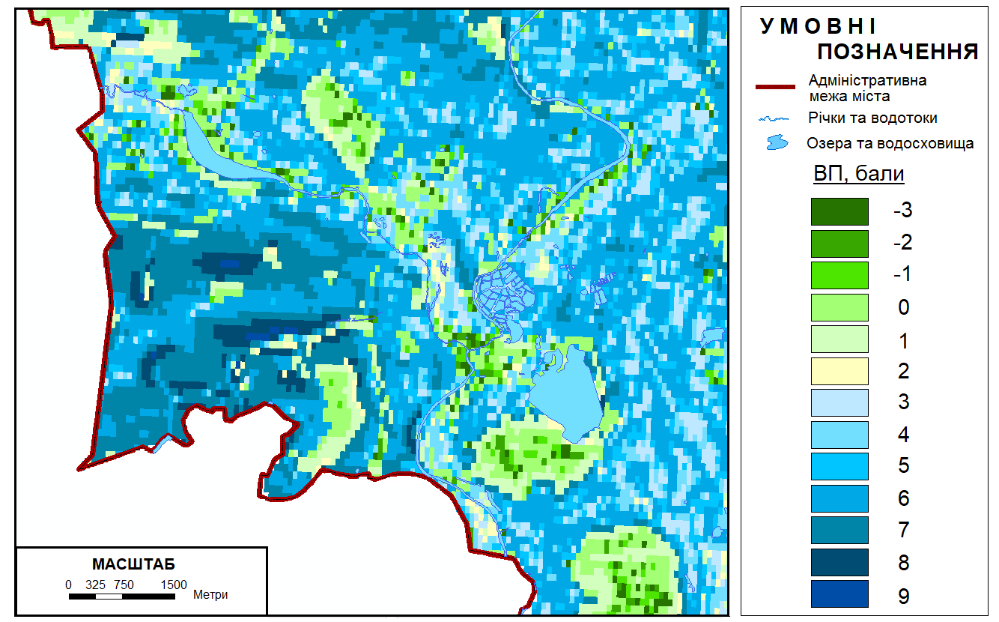 У М О В Н І
ПОЗНАЧЕННЯ
Адміністративна
межа міста
Річки та водотоки
Озера та водосховища
ВП, бали
-3
-2
-1
0
1
2
3
4
5
6
7
8
9
МАСШТАБ
0 325 750 1500
Метри